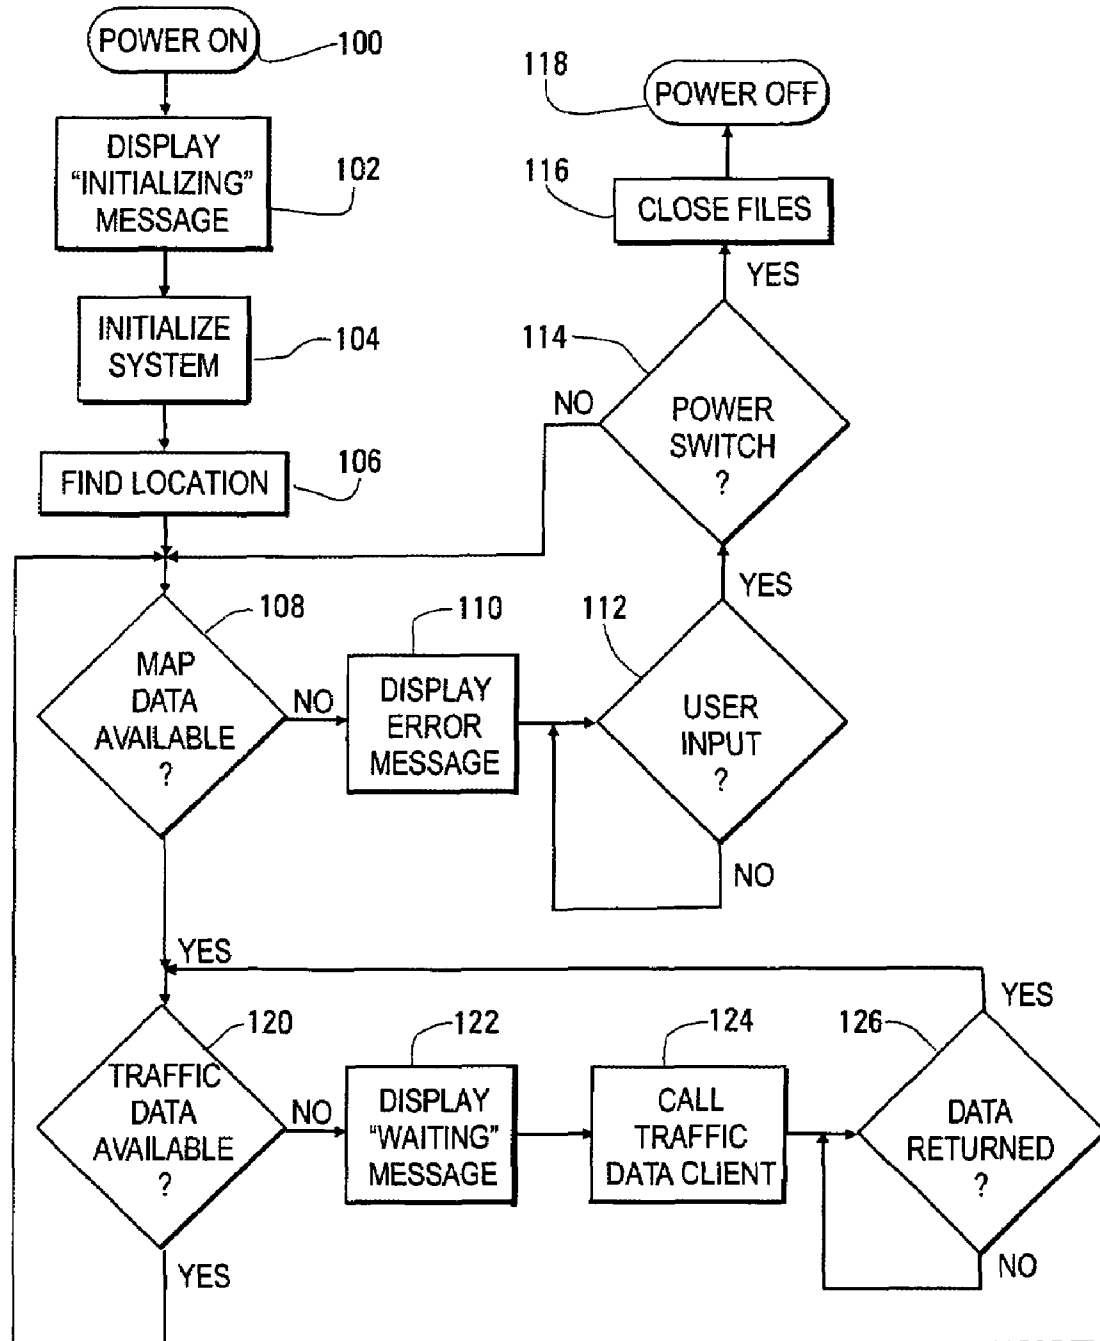 POWER ON
100
DISPLAY
“INITIALIZING”
MESSAGE
102
INITIALIZE
SYSTEM
104
FIND LOCATION
106
118
POWER OFF
116
CLOSE FILES
YES
114
NO
POWER
SWITCH
?
YES
108
MAP
DATA
AVAILABLE
?
NO
110
DISPLAY
ERROR
MESSAGE
112
USER
INPUT
?
NO
YES
120
TRAFFIC
DATA
AVAILABLE
?
NO
122
DISPLAY
“WAITING”
MESSAGE
124
CALL
TRAFFIC
DATA CLIENT
126
YES
DATA
RETURNED
?
NO
YES